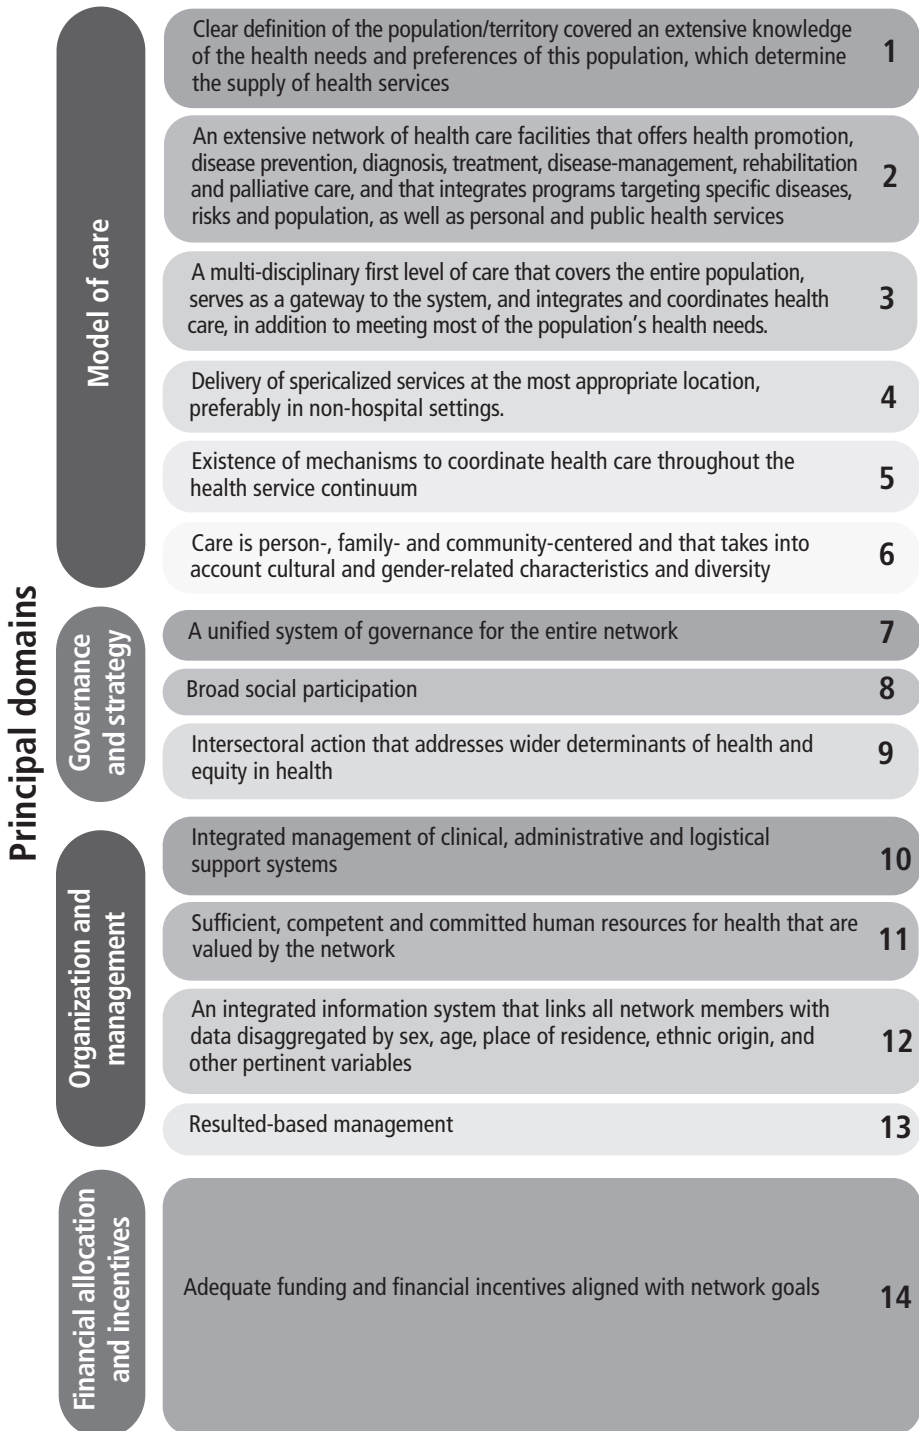 Principal domains
Model of care
Clear definition of the population/territory covered an extensive knowledge
of the health needs and preferences of this population, which determine
the supply of health services
1
An extensive network of health care facilities that offers health promotion,
disease prevention, diagnosis, treatment, disease-management, rehabilitation
and palliative care, and that integrates programs targeting specific diseases,
risks and population, as well as personal and public health services
2
A multi-disciplinary first level of care that covers the entire population,
serves as a gateway to the system, and integrates and coordinates health
care, in addition to meeting most of the population's health needs.
3
Delivery of spericalized services at the most appropriate location,
preferably in non-hospital settings.
4
Existence of mechanisms to coordinate health care throughout the
health service continuum
5
Care is person-, family- and community-centered and that takes into
account cultural and gender-related characteristics and diversity
6
Governance
and strategy
A unified system of governance for the entire network
7
Broad social participation
8
Intersectoral action that addresses wider determinants of health and
equity in health
9
Organization and
management
Integrated management of clinical, administrative and logistical
support systems
10
Sufficient, competent and committed human resources for health that are
valued by the network
11
An integrated information system that links all network members with
data disaggregated by sex, age, place of residence, ethnic origin, and
other pertinent variables
12
Resulted-based management
13
Financial allocation
and incentives
Adequate funding and financial incentives aligned with network goals
14